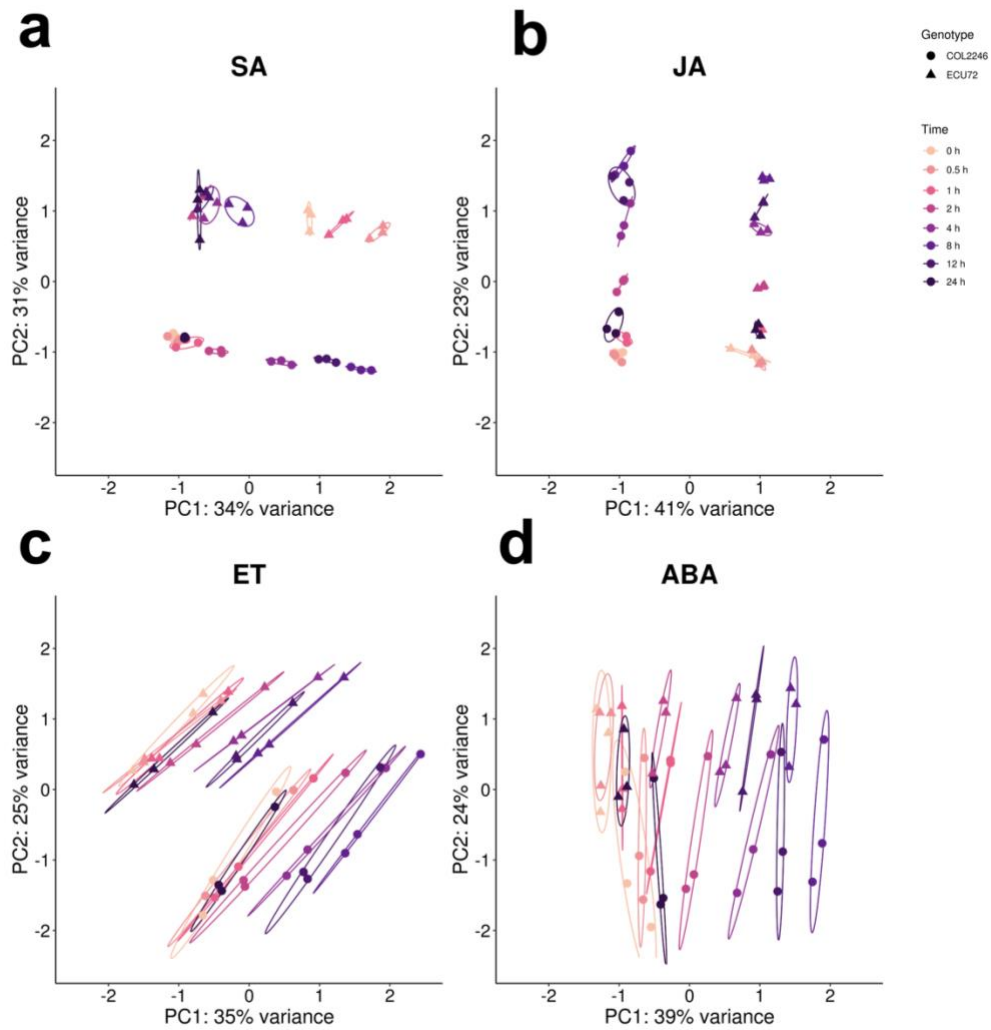 a
SA
PC2: 31% variance
2
1
0
-1
-2
-2
-1
0
1
2
PC1: 34% variance
b
JA
PC2: 23% variance
2
1
0
-1
-2
-2
-1
0
1
2
PC1: 41% variance
Genotype
COL2246
ECU72
Time
0 h
0.5 h
1 h
2 h
4 h
8 h
12 h
24 h
c
ET
PC2: 25% variance
2
1
0
-1
-2
-2
-1
0
1
2
PC1: 35% variance
d
ABA
PC2: 24% variance
2
1
0
-1
-2
-2
-1
0
1
2
PC1: 39% variance